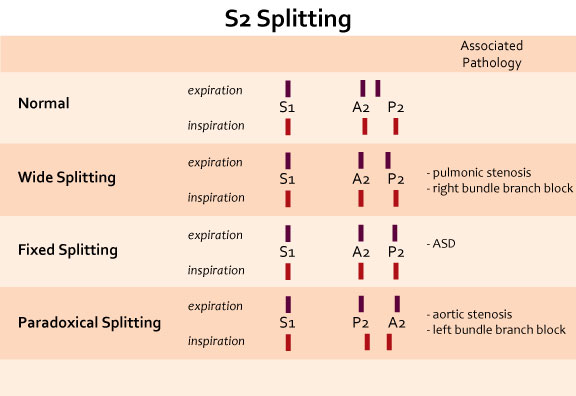 S2 Splitting
Associated
Pathology
Normal
expiration
S1 A2 P2
inspiration
Wide Splitting
expiration
S1 A2 P2
inspiration
- pulmonic stenosis
- right bundle branch block
Fixed Splitting
expiration
S1 A2 P2
inspiration
- ASD
Paradoxical Splitting
expiration
S1 P2 A2
inspiration
- aortic stenosis
- left bundle branch block